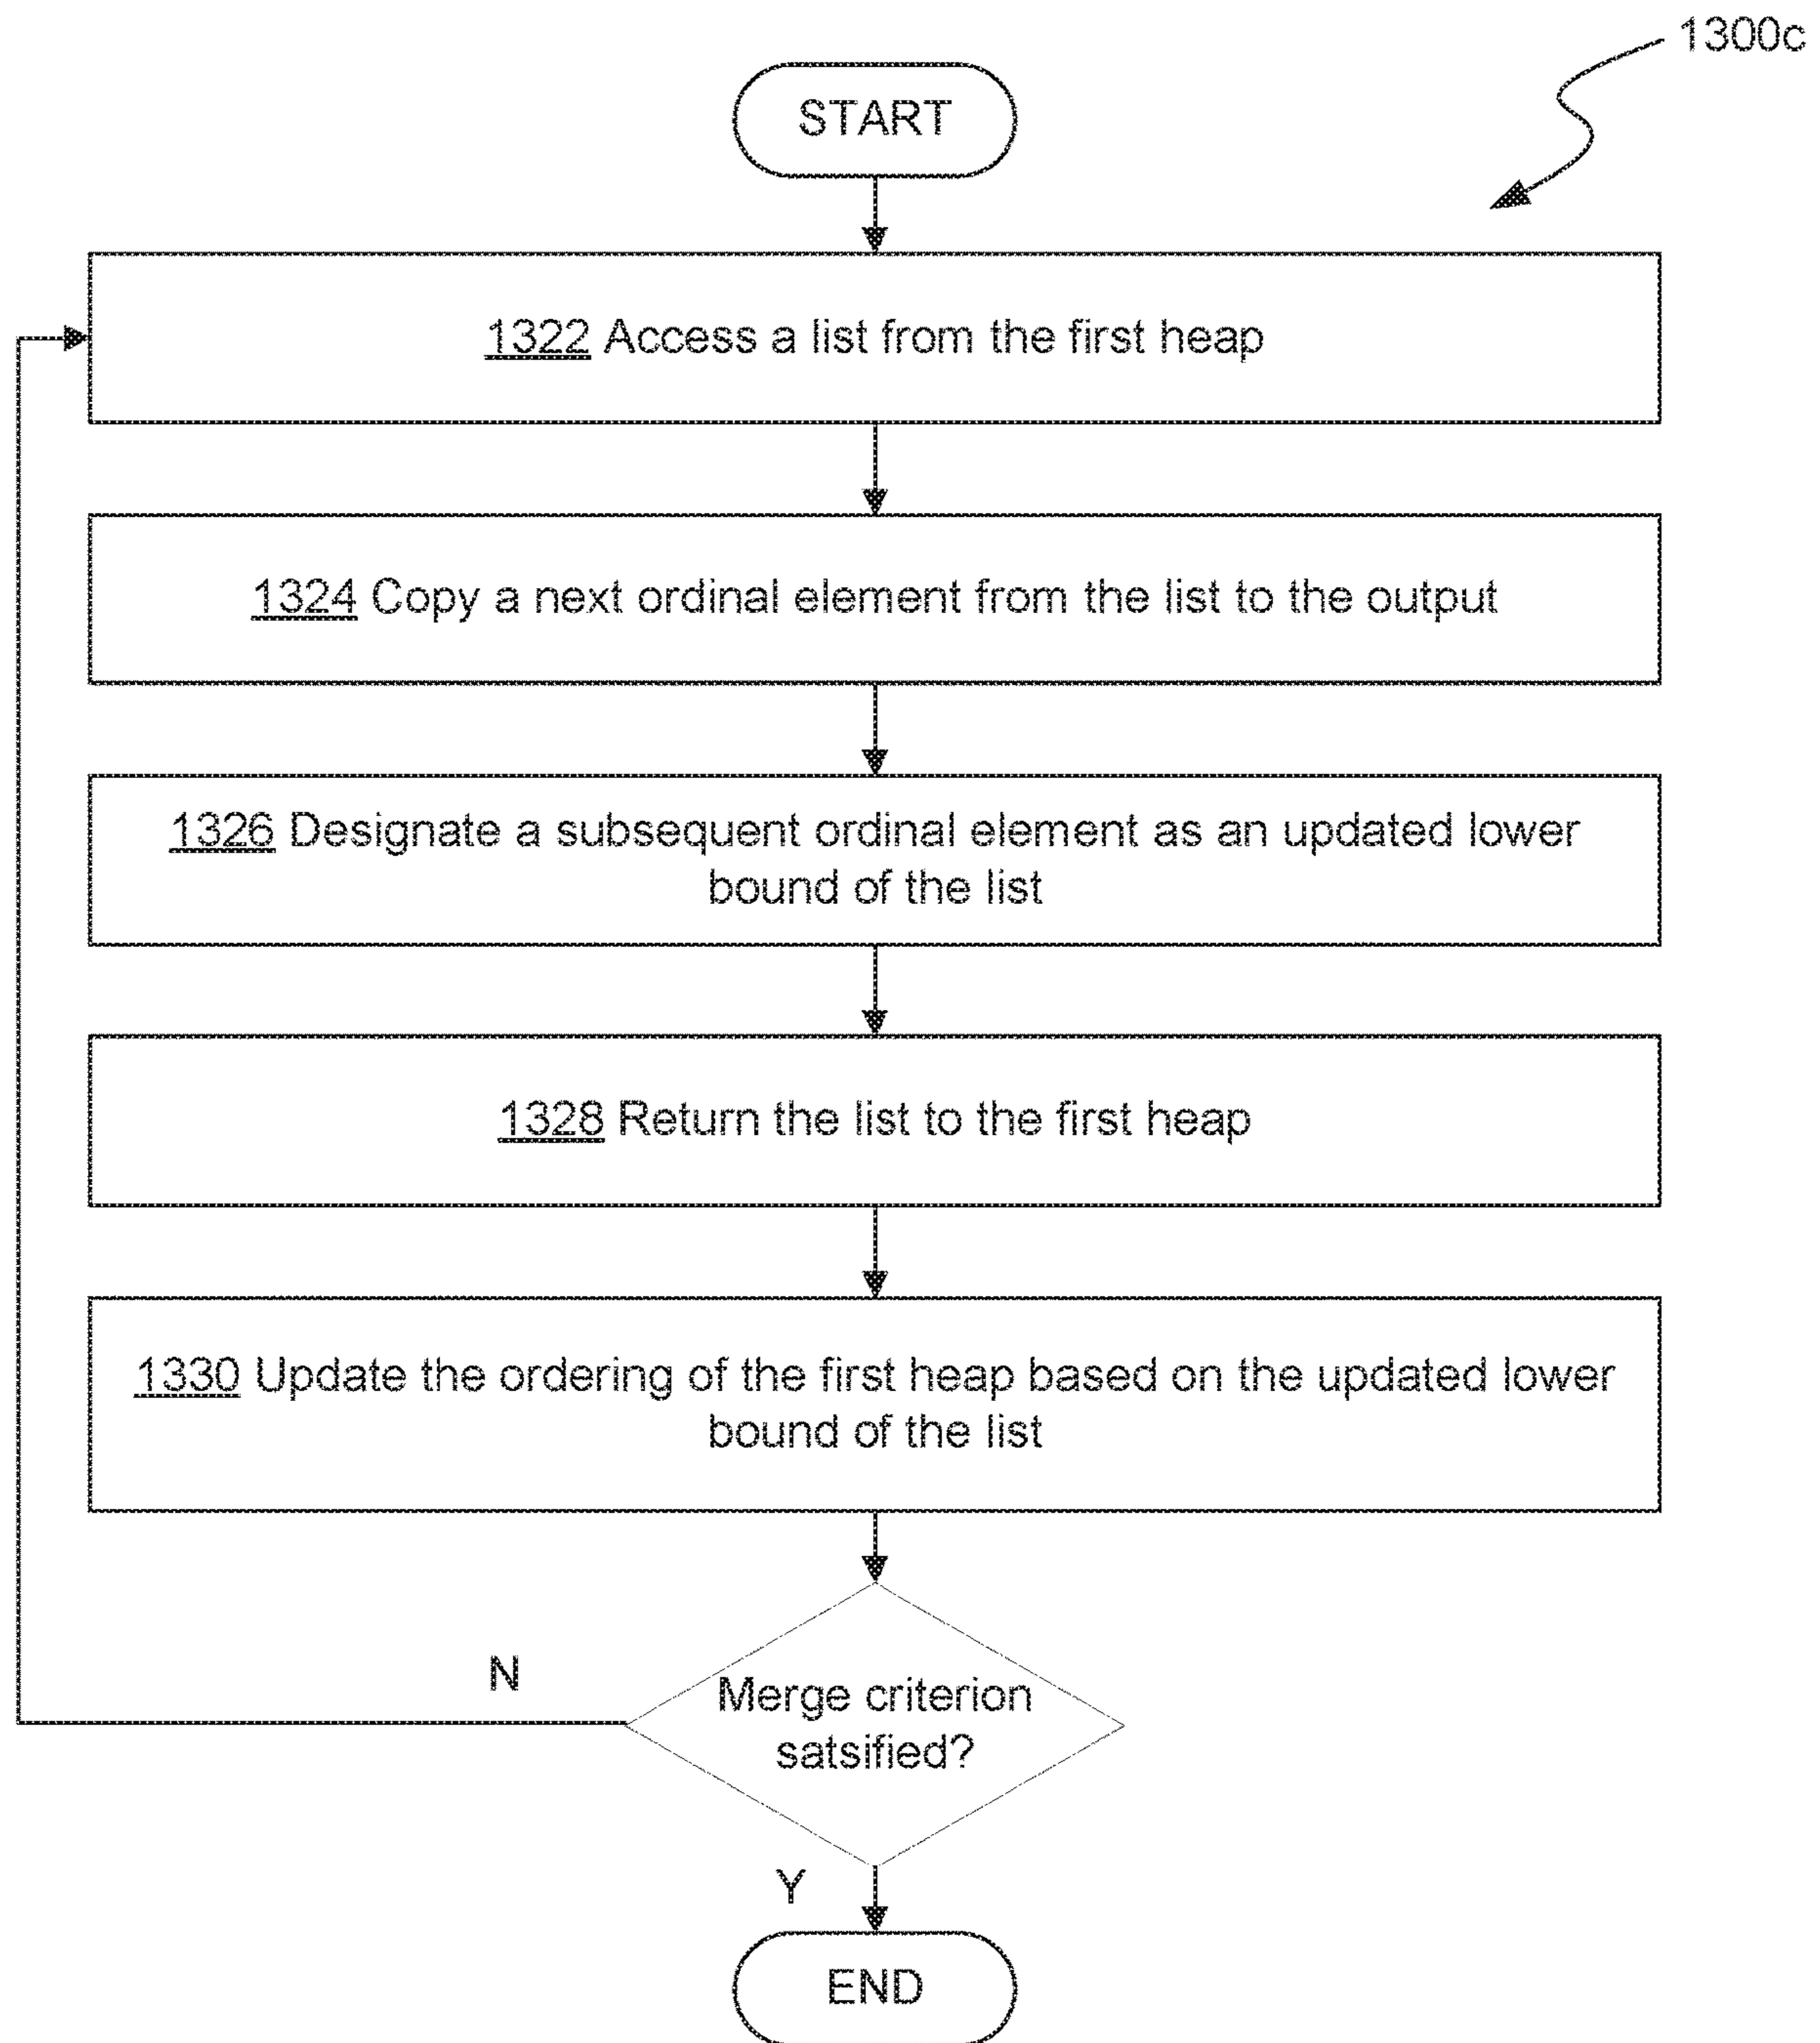 1300c
START
1322 Access a list from the first heap
1324 Copy a next ordinal element from the list to the output
1326 Designate a subsequent ordinal element as an updated lower
bound of the list
1328 Return the list to the first heap
1330 Update the ordering of the first heap based on the updated lower
bound of the list
N
Merge criterion
satsified?
Y
END